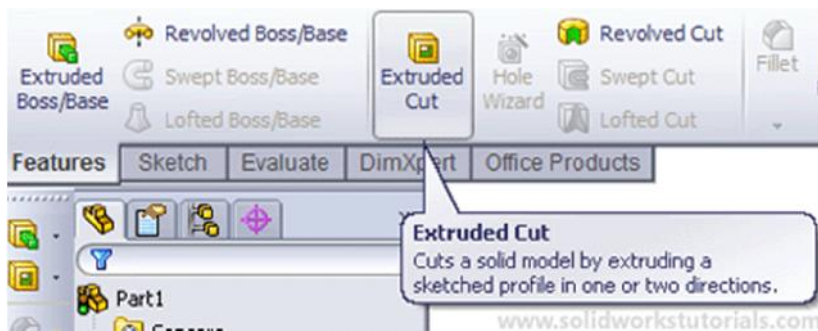 Extruded
Boss/Base
Revolved Boss/Base
Swept Boss/Base
Lofted Boss/Base
Extruded
Cut
Hole
Wizard
Revolved Cut
Swept Cut
Lofted Cut
Fillet
Features
Sketch
Evaluate
DimXpert
Office Products
Extruded Cut
Cuts a solid model by extruding a
sketched profile in one or two directions.
Part1
www.solidworkstutorials.com